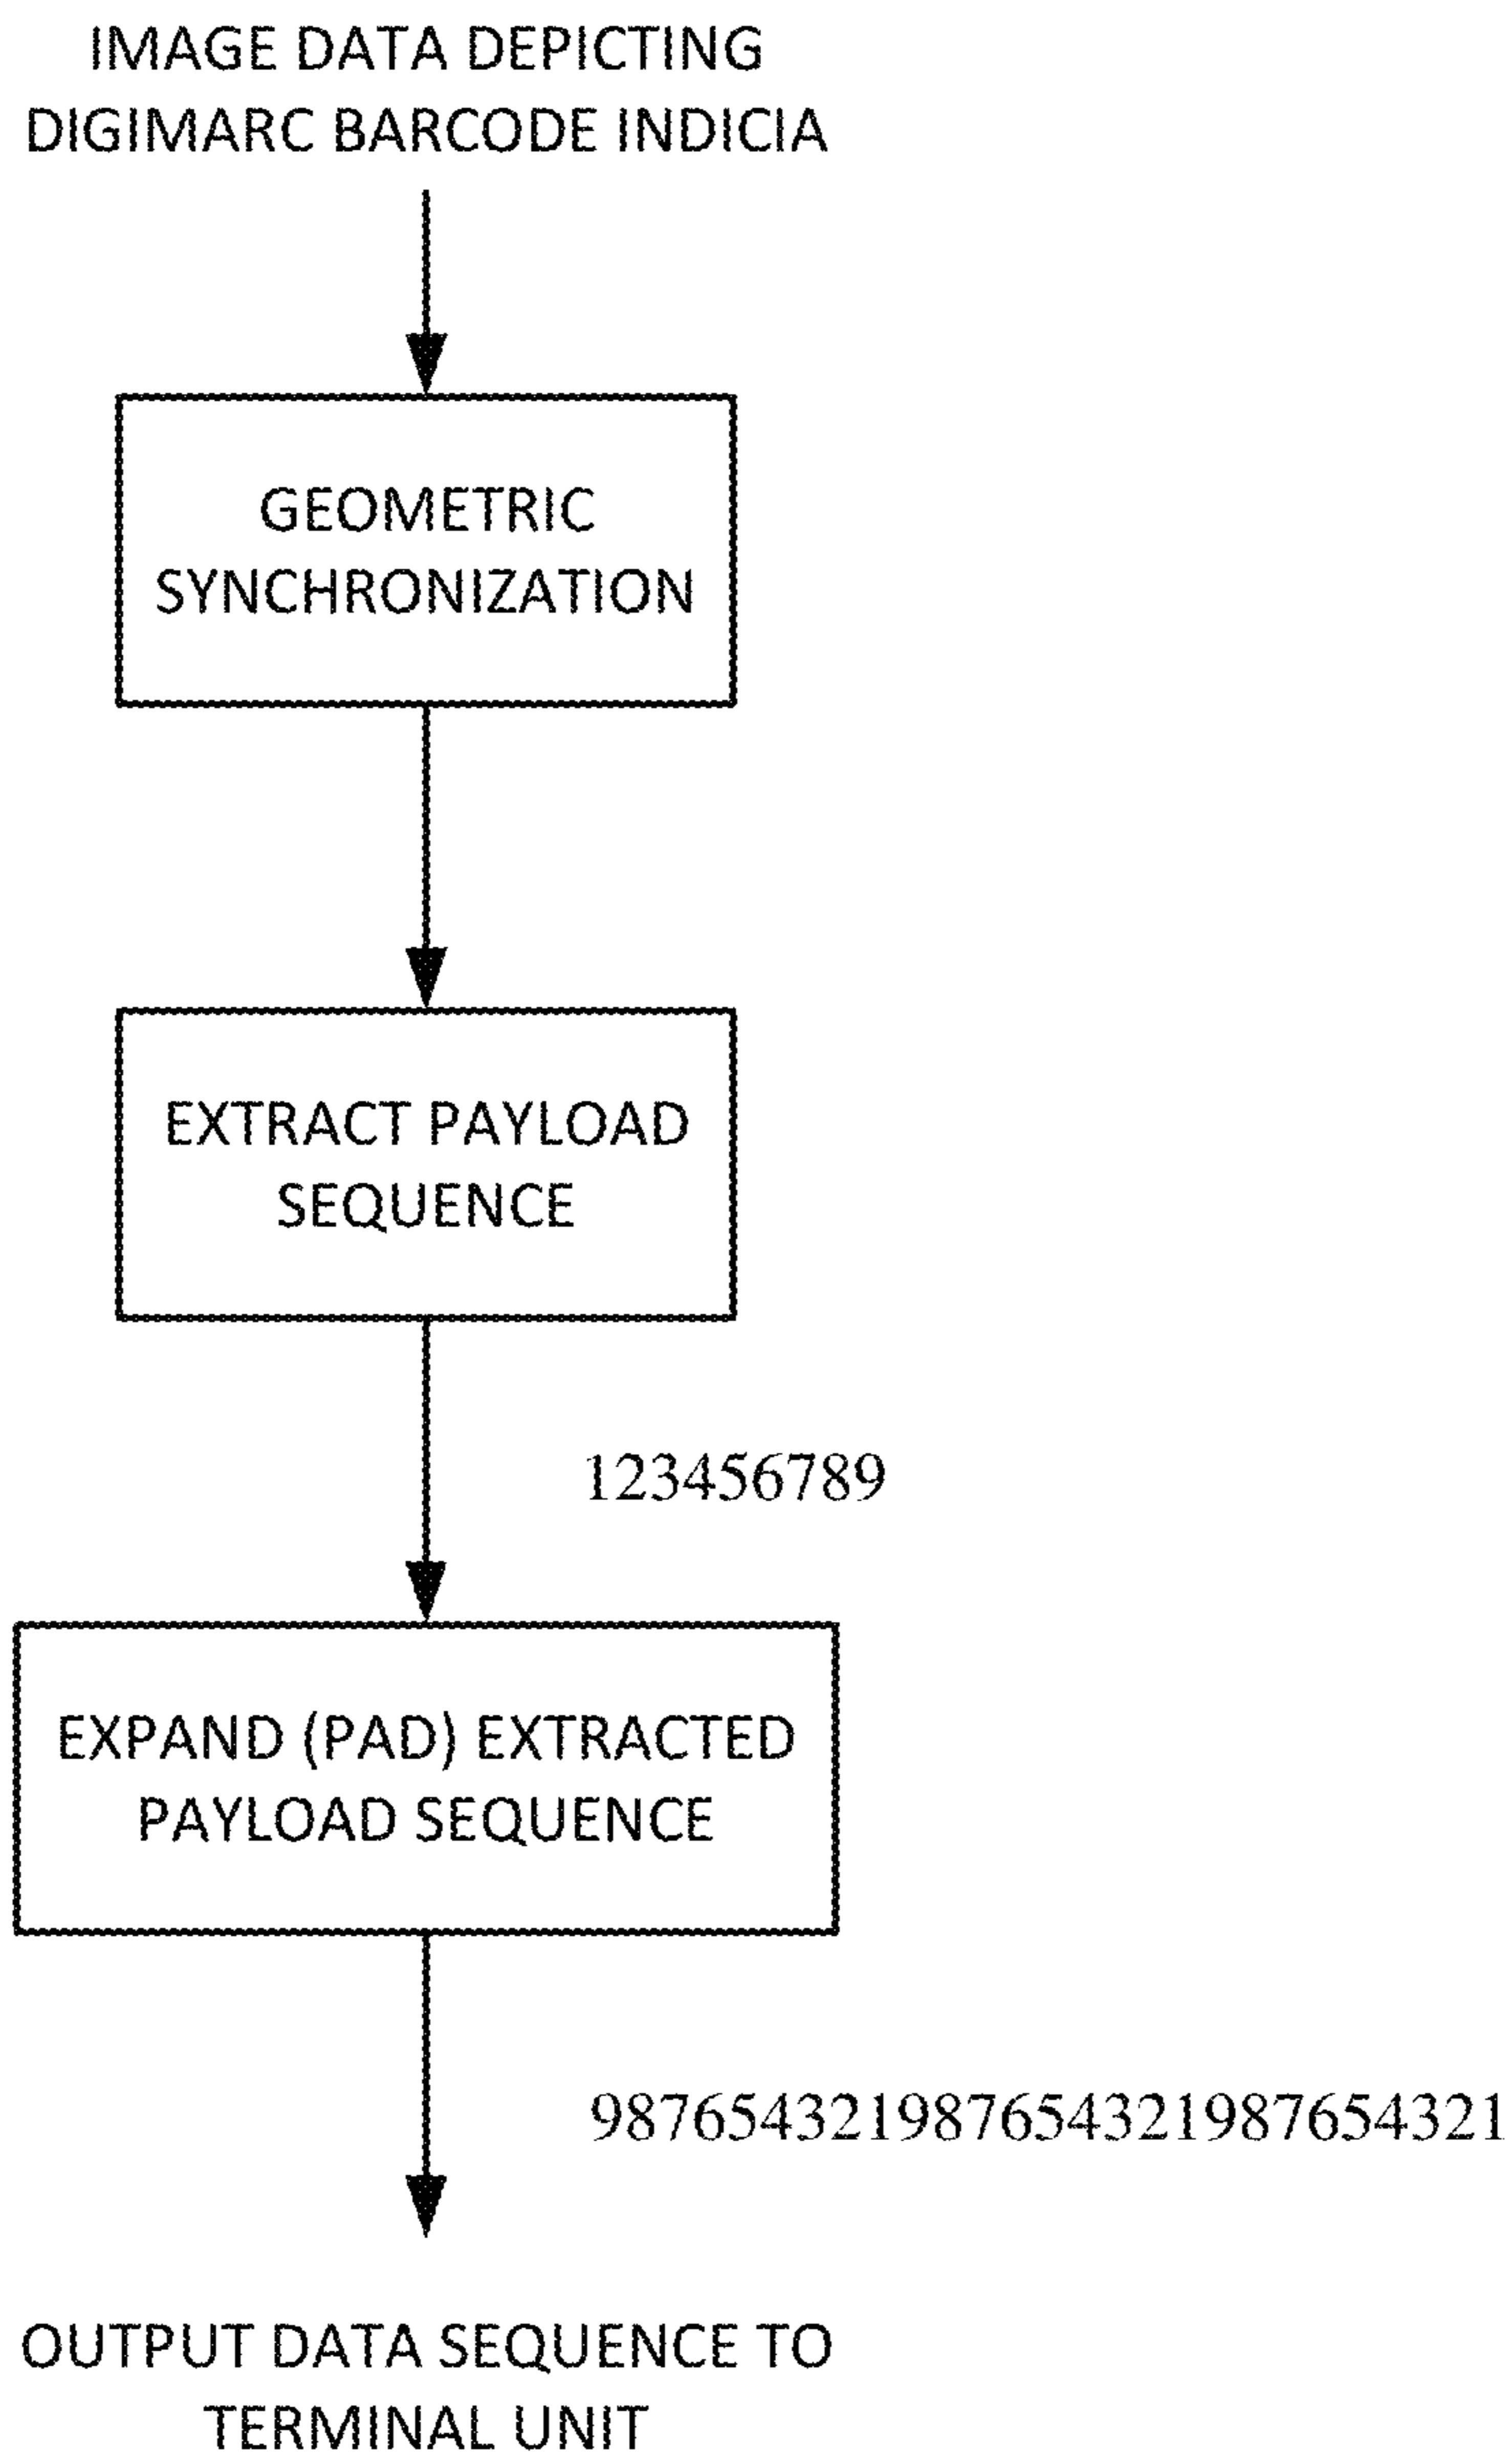 IMAGE DATA DEPICTING
DIGIMARC BARCODE INDICIA
GEOMETRIC
SYNCHRONIZATION
EXTRACT PAYLOAD
SEQUENCE
123456789
EXPAND (PAD) EXTRACTED
PAYLOAD SEQUENCE
987654321987654321987654321
OUTPUT DATA SEQUENCE TO
TERMINAL UNIT